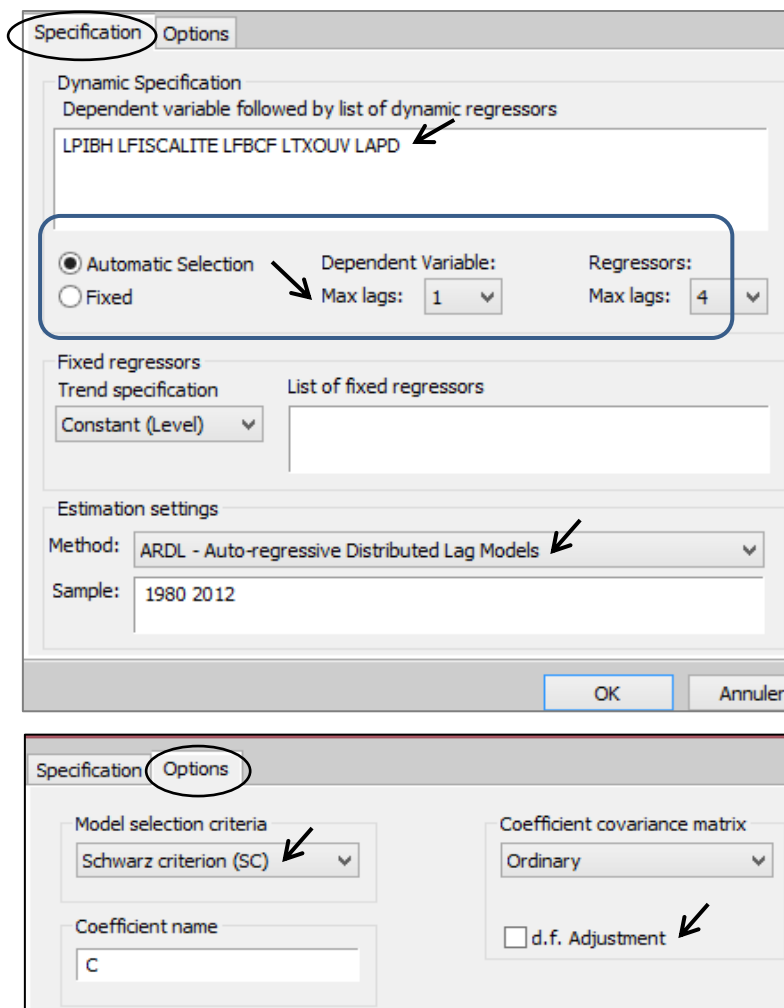 Specification Options
Dynamic Specification
Dependent variable followed by list of dynamic regressors
LPIBH LFISCALITE LFBCF LTXOUV LAPD
Automatic Selection Dependent Variable: Regressors:
Fixed Max lags: 1 Max lags: 4
Fixed regressors
Trend specification List of fixed regressors
Constant (Level)
Estimation settings
Method: ARDL - Auto-regressive Distributed Lag Models
Sample: 1980 2012
OK Annuler
Specification Options
Model selection criteria Coefficient covariance matrix
Schwarz criterion (SC) Ordinary
Coefficient name d.f. Adjustment
C